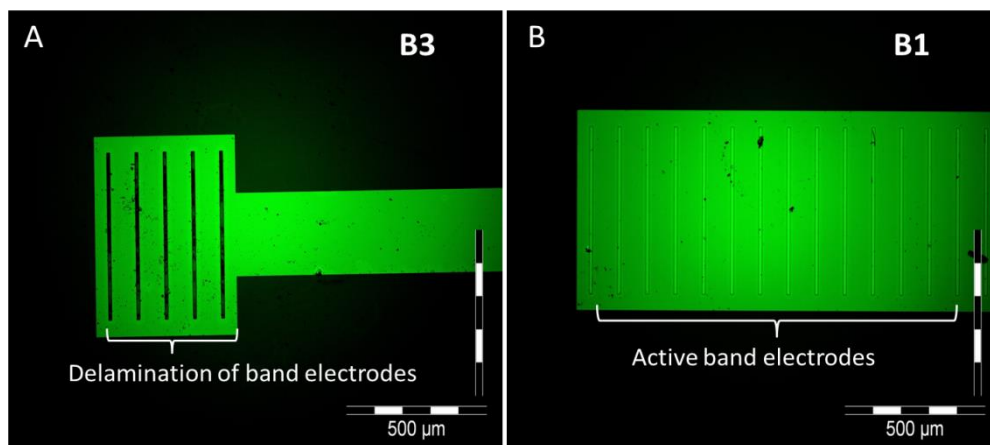 A
B3
Delamination of band electrodes
500 µm
B
B1
Active band electrodes
500 µm